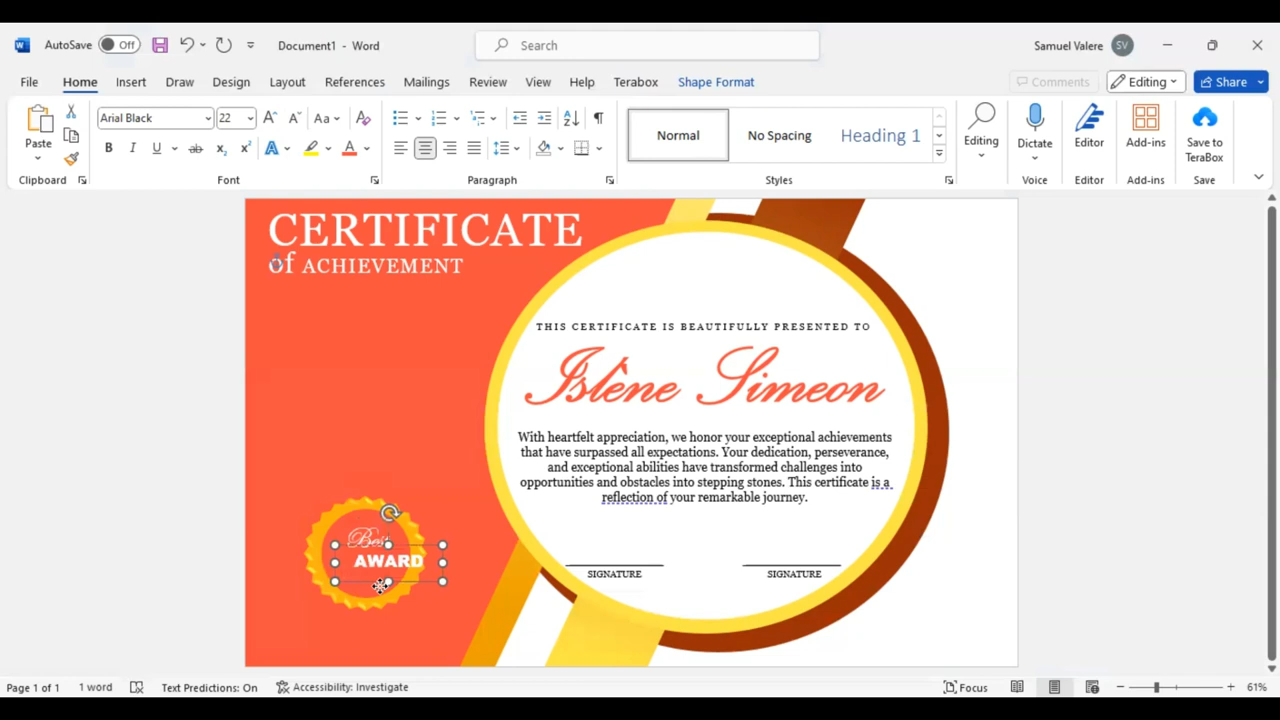 AutoSave Off Document1 - Word Search Samuel Valere SV
File Home Insert Draw Design Layout References Mailings Review View Help Terabox Shape Format Comments Editing Share
Paste Arial Black 22 Aa Normal No Spacing Heading 1 Editing Dictate Editor Add-ins Save to TeraBox
Clipboard Font Paragraph Styles Voice Editor Add-ins Save
CERTIFICATE
of ACHIEVEMENT
THIS CERTIFICATE IS BEAUTIFULLY PRESENTED TO
Islène Simeon
With heartfelt appreciation, we honor your exceptional achievements
that have surpassed all expectations. Your dedication, perseverance,
and exceptional abilities have transformed challenges into
opportunities and obstacles into stepping stones. This certificate is a
reflection of your remarkable journey.
Best
AWARD
SIGNATURE SIGNATURE
Page 1 of 1 1 word Text Predictions: On Accessibility: Investigate Focus 61%